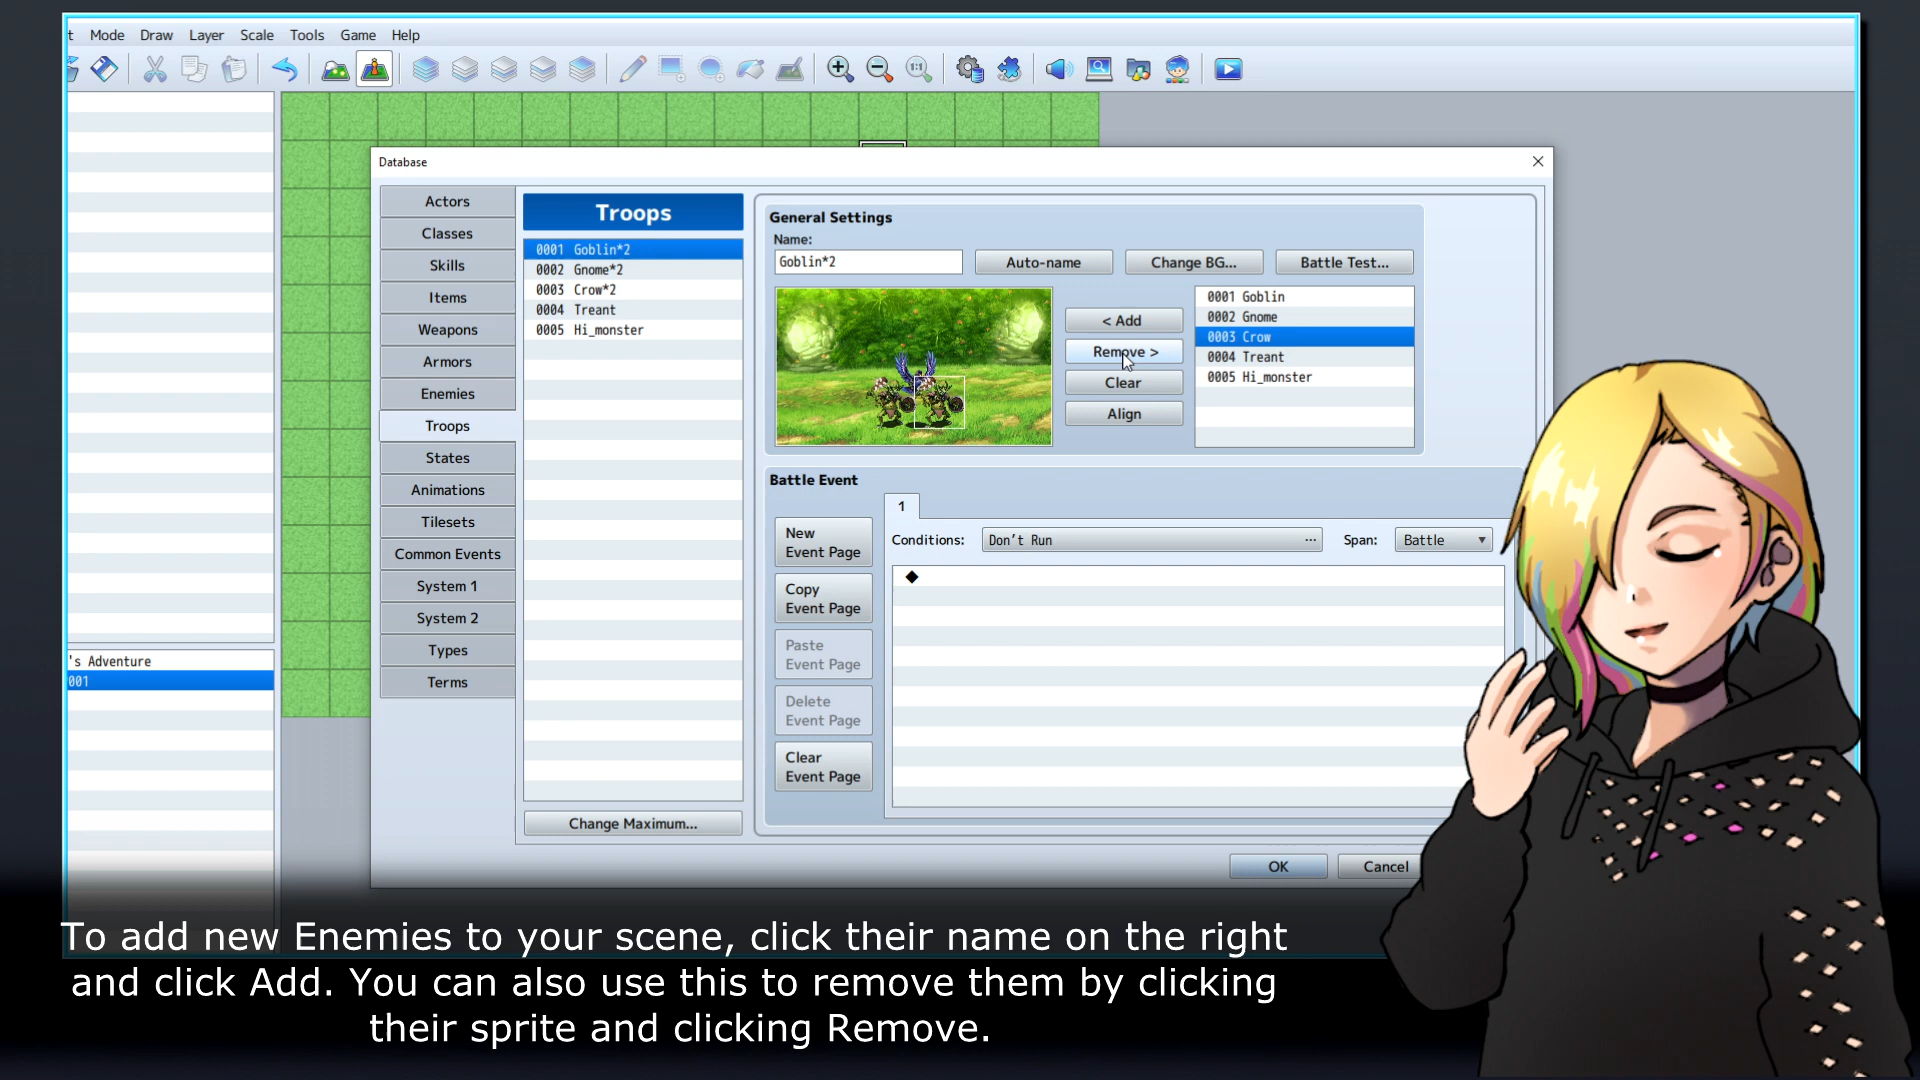 t Mode Draw Layer Scale Tools Game Help
1:1
Database
Actors
Classes
Skills
Items
Weapons
Armors
Enemies
Troops
States
Animations
Tilesets
Common Events
System 1
System 2
Types
Terms
Troops
0001 Goblin*2
0002 Gnome*2
0003 Crow*2
0004 Treant
0005 Hi_monster
Change Maximum...
General Settings
Name:
Goblin*2
Auto-name
Change BG...
Battle Test...
< Add
Remove >
Clear
Align
0001 Goblin
0002 Gnome
0003 Crow
0004 Treant
0005 Hi_monster
Battle Event
1
New
Event Page
Copy
Event Page
Paste
Event Page
Delete
Event Page
Clear
Event Page
Conditions: Don't Run ... Span: Battle
OK
Cancel
's Adventure
001
To add new Enemies to your scene, click their name on the right
and click Add. You can also use this to remove them by clicking
their sprite and clicking Remove.